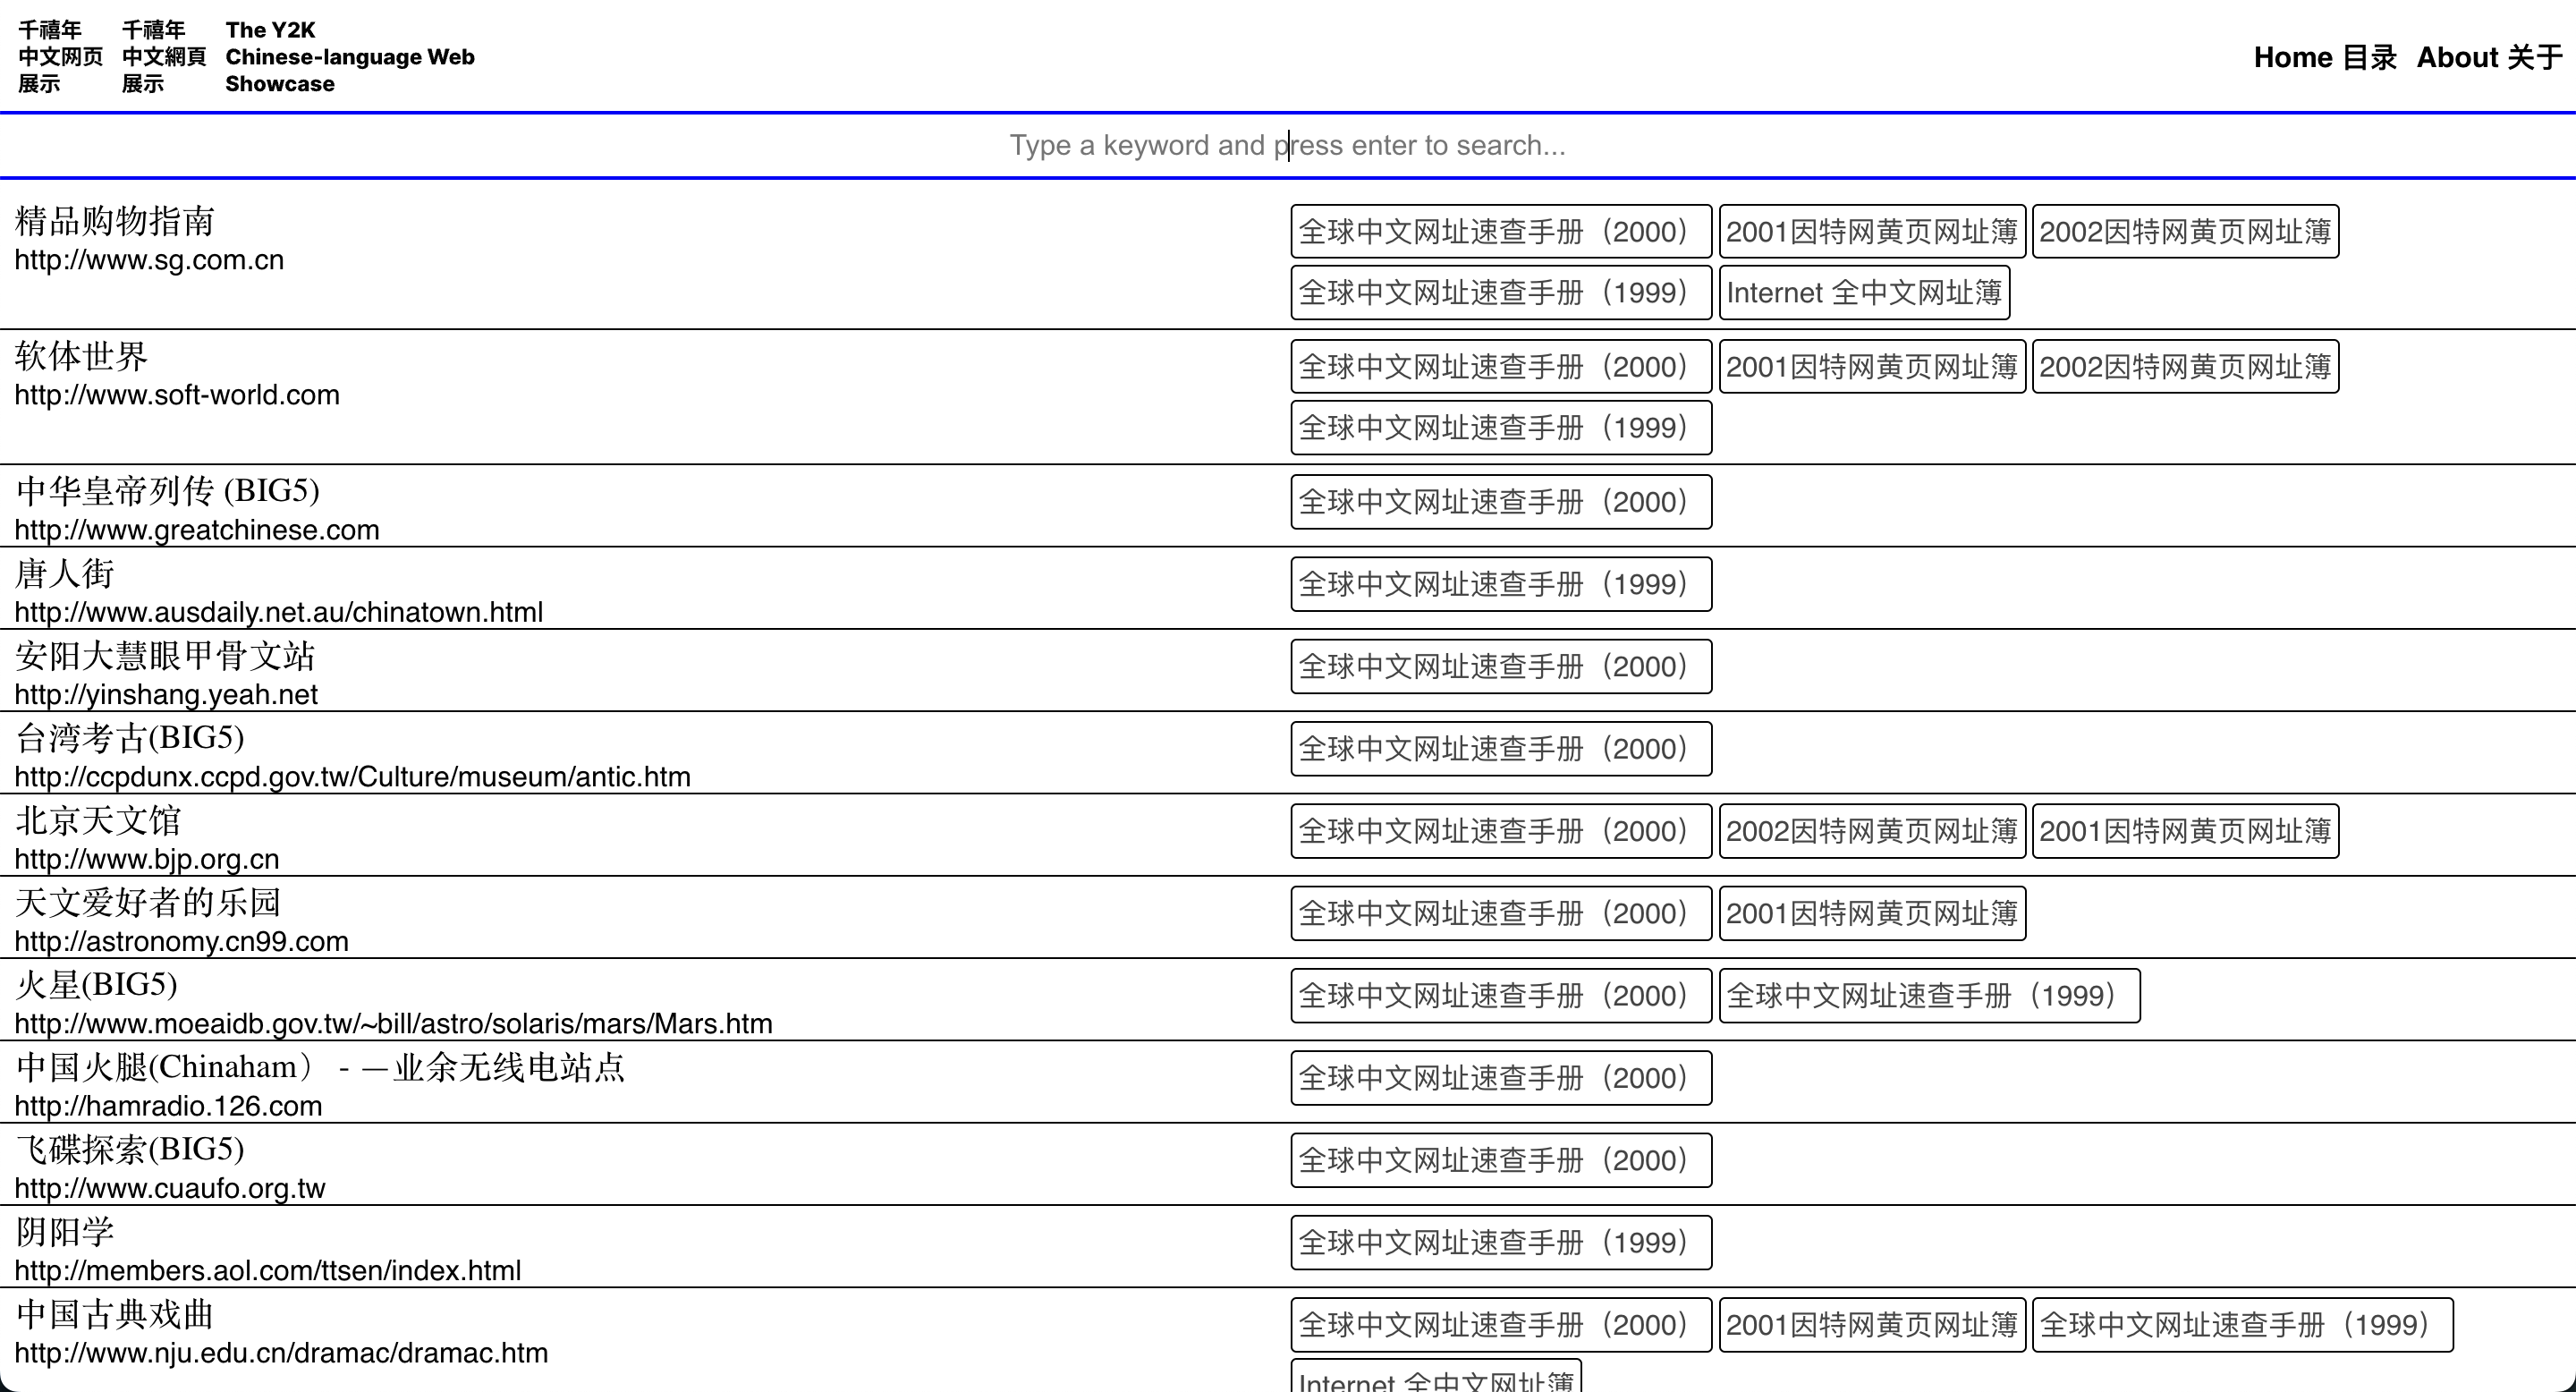 千禧年
中文网页
展示
千禧年
中文網頁
展示
The Y2K
Chinese-language Web
Showcase
Home 目录 About 关于
Type a keyword and press enter to search...
精品购物指南
http://www.sg.com.cn
全球中文网址速查手册（2000） 2001因特网黄页网址簿 2002因特网黄页网址簿
全球中文网址速查手册（1999） Internet 全中文网址簿
软体世界
http://www.soft-world.com
全球中文网址速查手册（2000） 2001因特网黄页网址簿 2002因特网黄页网址簿
全球中文网址速查手册（1999）
中华皇帝列传 (BIG5)
http://www.greatchinese.com
全球中文网址速查手册（2000）
唐人街
http://www.ausdaily.net.au/chinatown.html
全球中文网址速查手册（1999）
安阳大慧眼甲骨文站
http://yinshang.yeah.net
全球中文网址速查手册（2000）
台湾考古(BIG5)
http://ccpdunx.ccpd.gov.tw/Culture/museum/antic.htm
全球中文网址速查手册（2000）
北京天文馆
http://www.bjp.org.cn
全球中文网址速查手册（2000） 2002因特网黄页网址簿 2001因特网黄页网址簿
天文爱好者的乐园
http://astronomy.cn99.com
全球中文网址速查手册（2000） 2001因特网黄页网址簿
火星(BIG5)
http://www.moeaidb.gov.tw/~bill/astro/solaris/mars/Mars.htm
全球中文网址速查手册（2000） 全球中文网址速查手册（1999）
中国火腿(Chinaham） - —业余无线电站点
http://hamradio.126.com
全球中文网址速查手册（2000）
飞碟探索(BIG5)
http://www.cuaufo.org.tw
全球中文网址速查手册（2000）
阴阳学
http://members.aol.com/ttsen/index.html
全球中文网址速查手册（1999）
中国古典戏曲
http://www.nju.edu.cn/dramac/dramac.htm
全球中文网址速查手册（2000） 2001因特网黄页网址簿 全球中文网址速查手册（1999）
Internet 全中文网址簿